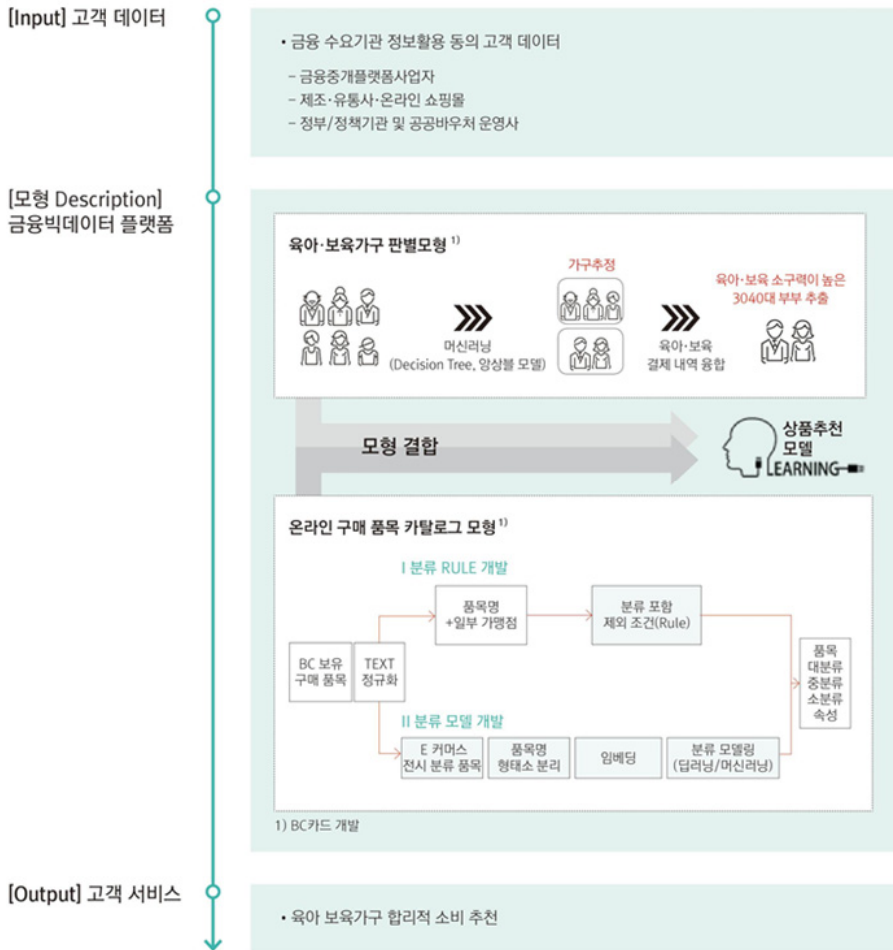 [Input] 고객 데이터
• 금융 수요기관 정보활용 동의 고객 데이터
– 금융중개플랫폼사업자
– 제조·유통사·온라인 쇼핑몰
– 정부/정책기관 및 공공바우처 운영사
[모형 Description]
금융빅데이터 플랫폼
육아·보육가구 판별모형 1)
머신러닝
(Decision Tree, 앙상블 모델)
가구추정
육아·보육
결제 내역 융합
육아·보육 소구력이 높은
3040대 부부 추출
모형 결합
상품추천
모델
LEARNING
온라인 구매 품목 카탈로그 모형 1)
I 분류 RULE 개발
품목명
+일부 가맹점
분류 포함
제외 조건(Rule)
BC 보유
구매 품목
TEXT
정규화
품목
대분류
중분류
소분류
속성
II 분류 모델 개발
E 커머스
전시 분류 품목
품목명
형태소 분리
임베딩
분류 모델링
(딥러닝/머신러닝)
1) BC카드 개발
[Output] 고객 서비스
• 육아 보육가구 합리적 소비 추천